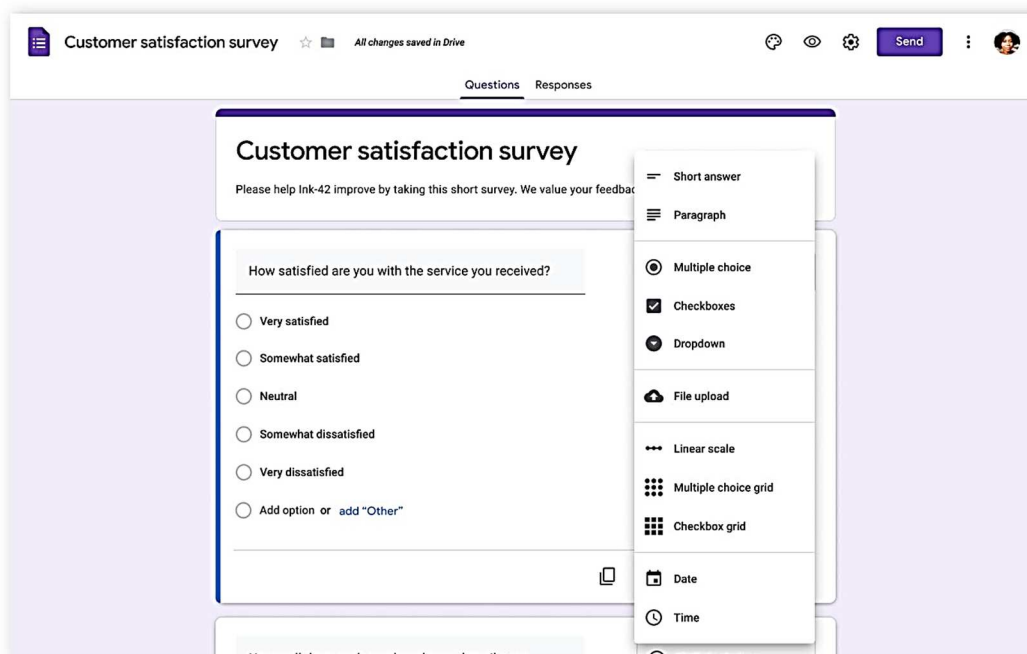 Customer satisfaction survey
All changes saved in Drive
Send
Questions Responses
Customer satisfaction survey
Please help Ink-42 improve by taking this short survey. We value your
How satisfied are you with the service you received?
Very satisfied
Somewhat satisfied
Neutral
Somewhat dissatisfied
Very dissatisfied
Add option or add “Other”
Short answer
Paragraph
Multiple choice
Checkboxes
Dropdown
File upload
Linear scale
Multiple choice grid
Checkbox grid
Date
Time